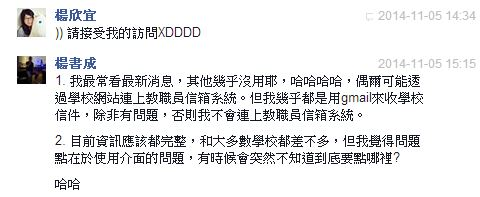 楊欣宜 2014-11-05 14:34
)) 請接受我的訪問XDDDD
楊書成 2014-11-05 15:15
1. 我最常看最新消息，其他幾乎沒用耶，哈哈哈哈，偶爾可能透
過學校網站連上教職員信箱系統。但我幾乎都是用gmail來收學校
信件，除非有問題，否則我不會連上教職員信箱系統。
2. 目前資訊應該都完整，和大多數學校都差不多，但我覺得問題
點在於使用介面的問題，有時候會突然不知道到底要點哪裡?
哈哈